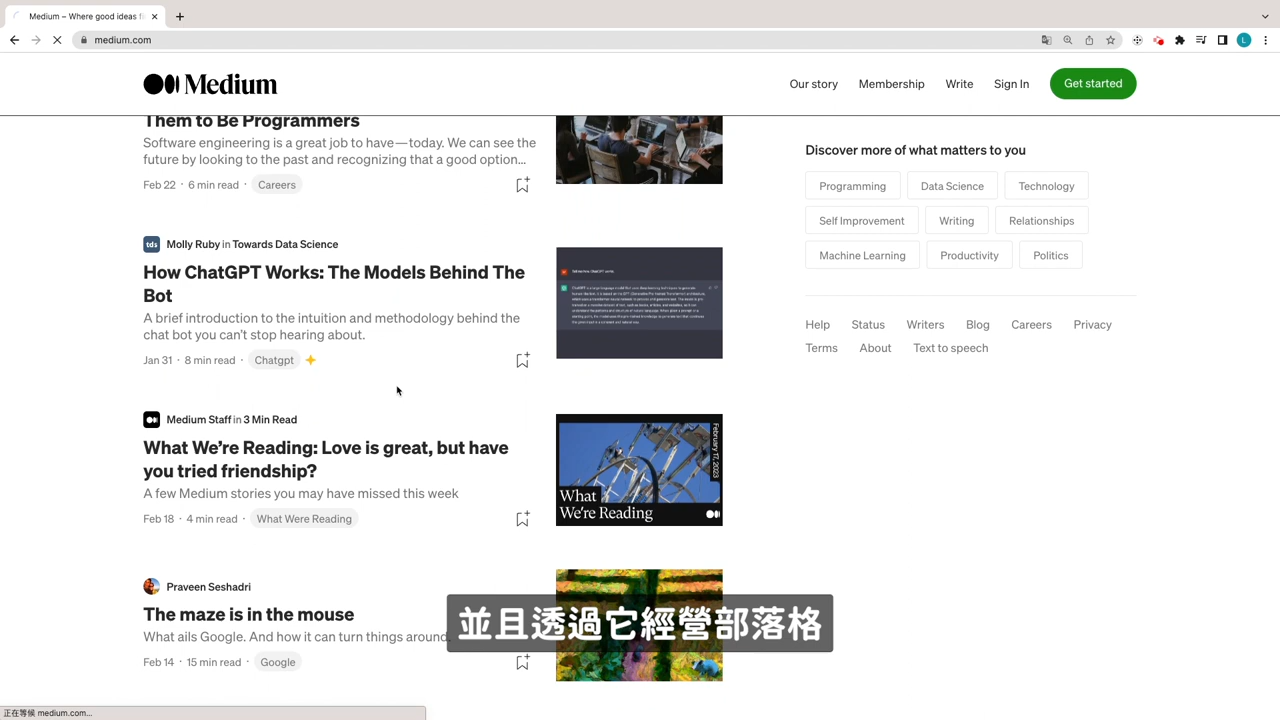 Medium – Where good ideas fi
medium.com
Medium
Our story
Membership
Write
Sign In
Get started
Them to Be Programmers
Software engineering is a great job to have — today. We can see the
future by looking to the past and recognizing that a good option...
Feb 22 · 6 min read · Careers
tds Molly Ruby in Towards Data Science
How ChatGPT Works: The Models Behind The
Bot
A brief introduction to the intuition and methodology behind the
chat bot you can't stop hearing about.
Jan 31 · 8 min read · Chatgpt
Medium Staff in 3 Min Read
What We're Reading: Love is great, but have
you tried friendship?
A few Medium stories you may have missed this week
Feb 18 · 4 min read · What Were Reading
February 17, 2023
What
We're Reading
Praveen Seshadri
The maze is in the mouse
What ails Google. And how it can turn things around.
Feb 14 · 15 min read · Google
Discover more of what matters to you
Programming
Data Science
Technology
Self Improvement
Writing
Relationships
Machine Learning
Productivity
Politics
Help
Status
Writers
Blog
Careers
Privacy
Terms
About
Text to speech
L
並且透過它經營部落格
正在等候 medium.com...